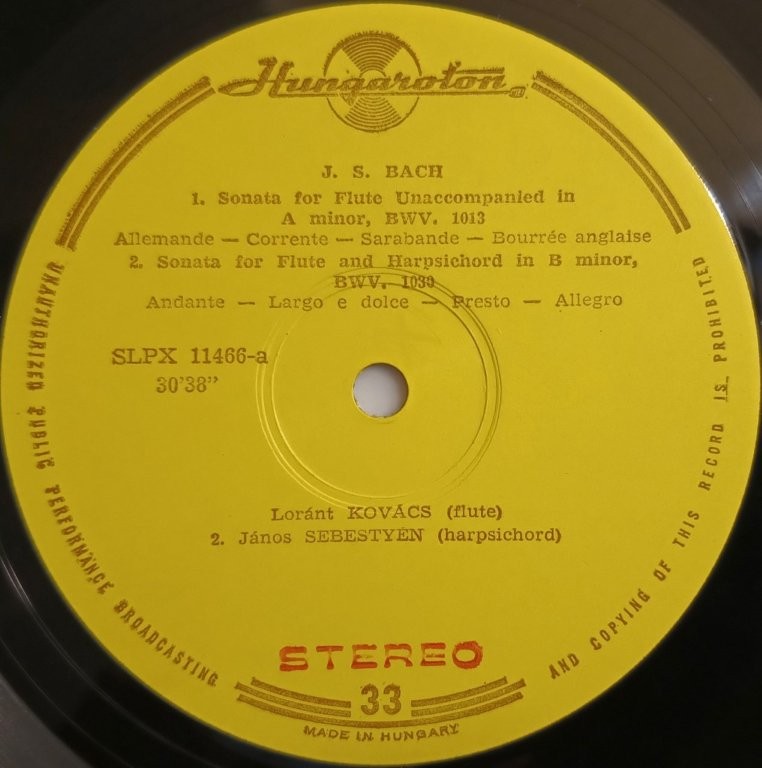 Hungaroton
J. S. BACH
1. Sonata for Flute Unaccompanied in
A minor, BWV. 1013
Allemande — Corrente — Sarabande — Bourrée anglaise
2. Sonata for Flute and Harpsichord in B minor,
BWV. 1030
Andante — Largo e dolce — Presto — Allegro
SLPX 11466-a
30'38"
Loránt KOVÁCS (flute)
2. János SEBESTYÉN (harpsichord)
STEREO
33
MADE IN HUNGARY
UNAUTHORIZED PUBLIC PERFORMANCE BROADCASTING AND COPYING OF THIS RECORD IS PROHIBITED